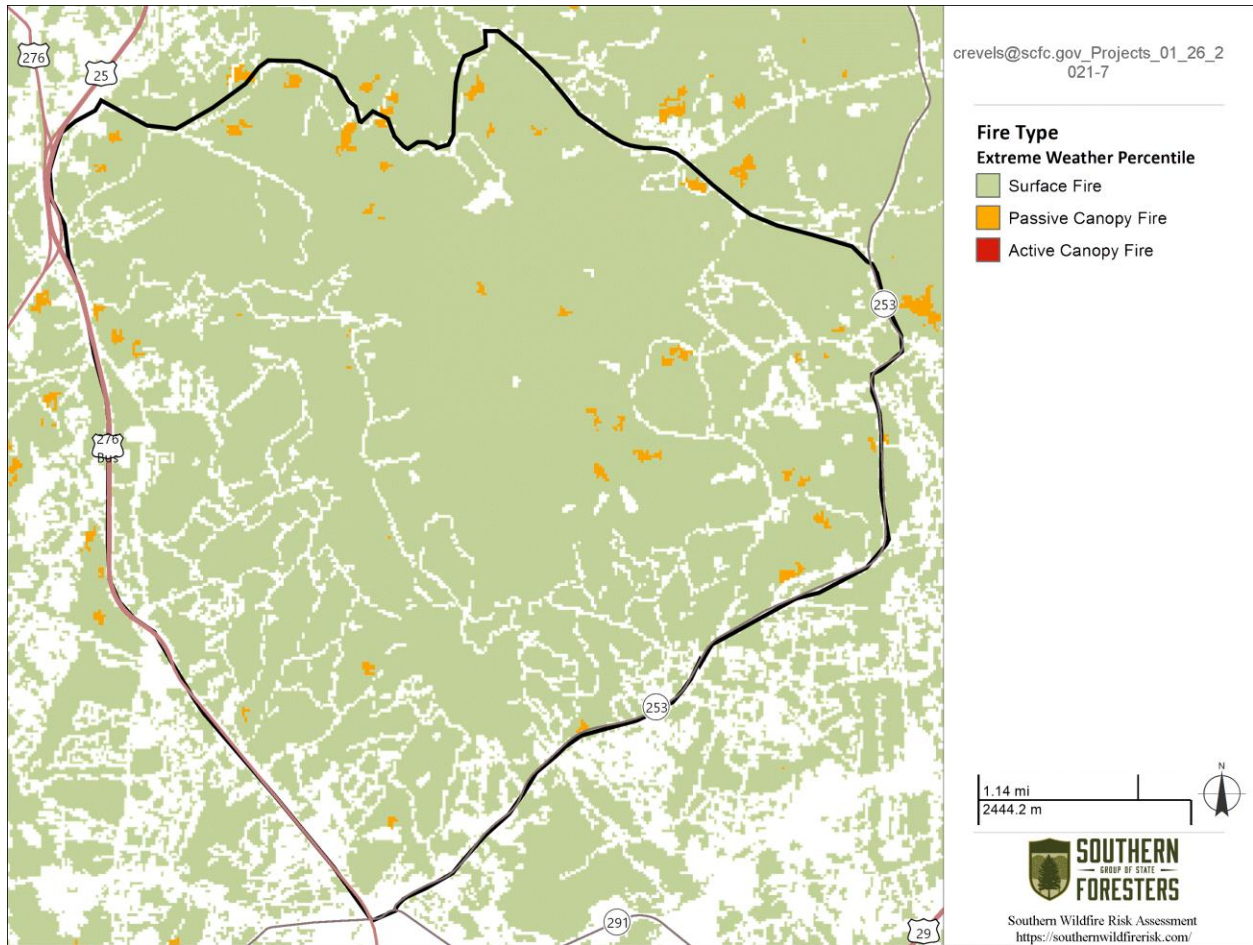 276
25
253
276
Bus
253
291
29
crevels@scfc.gov_Projects_01_26_2
021-7
Fire Type
Extreme Weather Percentile
Surface Fire
Passive Canopy Fire
Active Canopy Fire
1.14 mi
2444.2 m
N
SOUTHERN
GROUP OF STATE
FORESTERS
Southern Wildfire Risk Assessment
https://southernwildfirerisk.com/